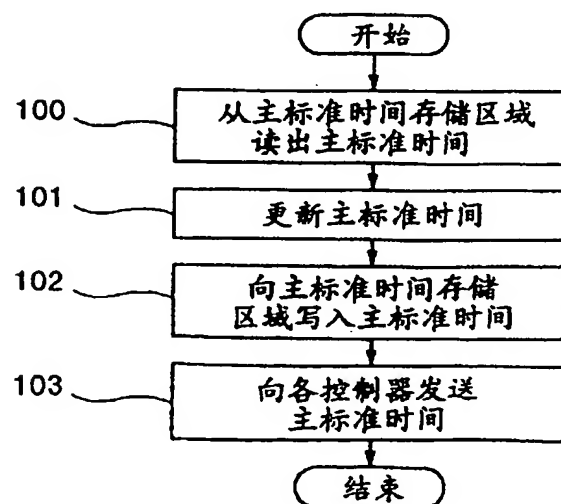 开始
100
从主标准时间存储区域
读出主标准时间
101
更新主标准时间
102
向主标准时间存储
区域写入主标准时间
103
向各控制器发送
主标准时间
结束